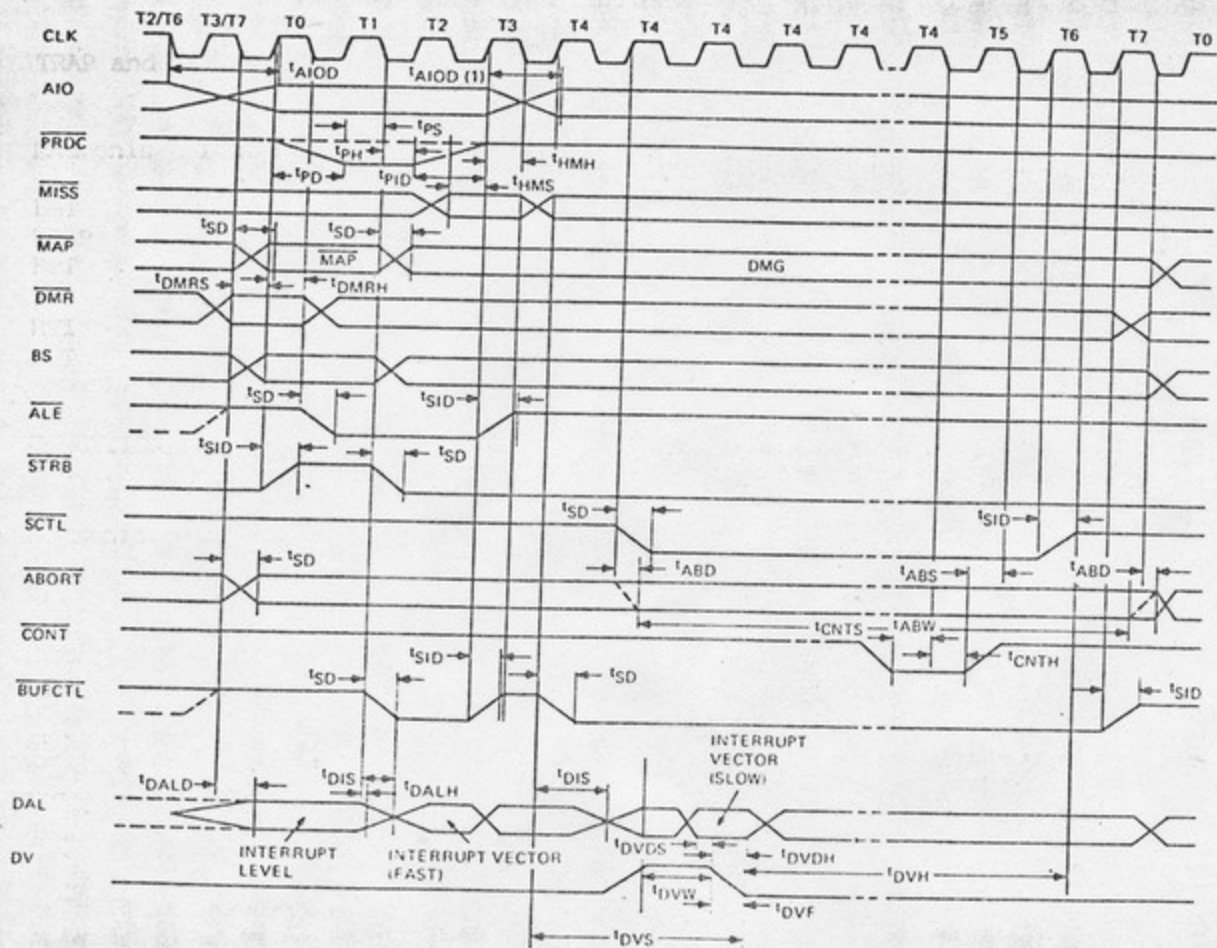 T2/T6 T3/T7 T0 T1 T2 T3 T4 T4 T4 T4 T4 T4 T5 T6 T7 T0
CLK
TRAP and
tAIOD tAIOD (1)
AIO
PRDC
tPS
tPH tHMH
tPD tPID
tHMS
MISS
tSD tSD
MAP
MAP
DMG
tDMRS tDMRH
DMR
BS
tSD tSID
ALE
tSID tSD
STRB
SCTL
tSD tSID
tSD
ABORT
tABD tABS tABD
CONT
tCNTS tABW
tCNTH
tSID
tSD tSD
BUFCTL
tSID
INTERRUPT
VECTOR
(SLOW)
tDALD tDIS tDIS
DAL
tDALH
tDVDS tDVDH
DV
INTERRUPT
LEVEL
INTERRUPT VECTOR
(FAST)
tDVH
tDVW
tDVF
tDVS